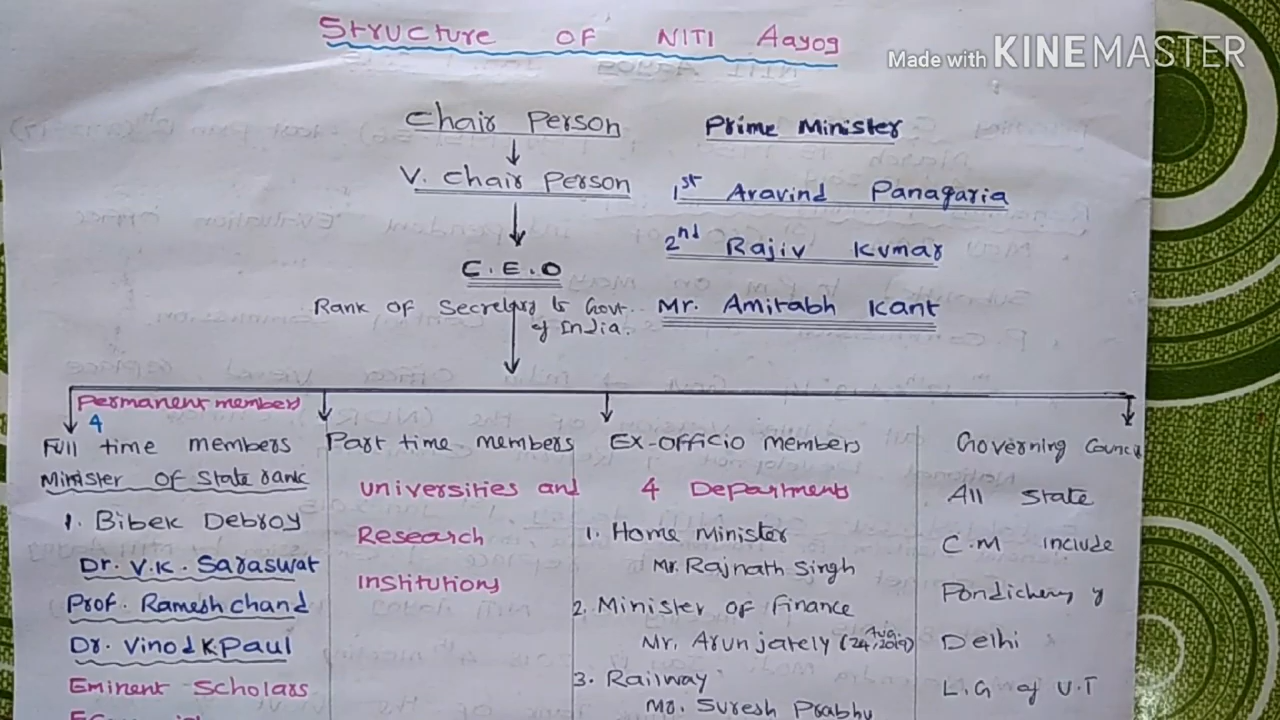 Structure OF NITI Aayog
Made with KINEMASTER
Chair Person Prime Minister
V. Chair Person 1st Aravind Panagaria
2nd Rajiv Kumar
C.E.O
Rank of Secretary to Govt. of India. Mr. Amitabh Kant
Permanent members
4
Full time members
Minister of State rank
1. Bibek Debroy
Dr. V.K. Saraswat
Prof. Ramesh chand
Dr. Vinod K. Paul
Eminent Scholars
Part time members
Universities and
Research
Institutions
Ex-officio members
4 Departments
1. Home Minister
Mr. Rajnath Singh
2. Minister of Finance
Mr. Arun jately (24, Aug. 2019)
3. Railway
Mr. Suresh Prabhu
Governing
All State
C.M include
Pondichery &
Delhi
L.G of U.T